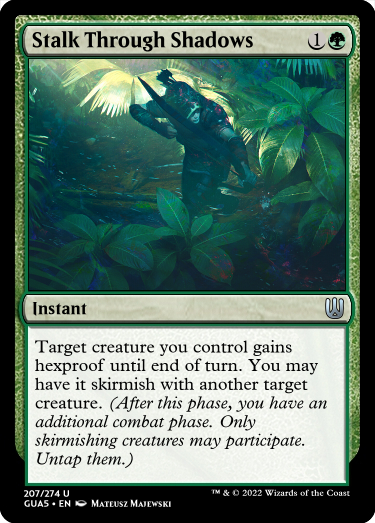 Stalk Through Shadows 1
Instant
Target creature you control gains
hexproof until end of turn. You may
have it skirmish with another target
creature. (After this phase, you have an
additional combat phase. Only
skirmishing creatures may participate.
Untap them.)
207/274 U
GUA5 • EN Mateusz Majewski
™ & © 2022 Wizards of the Coast